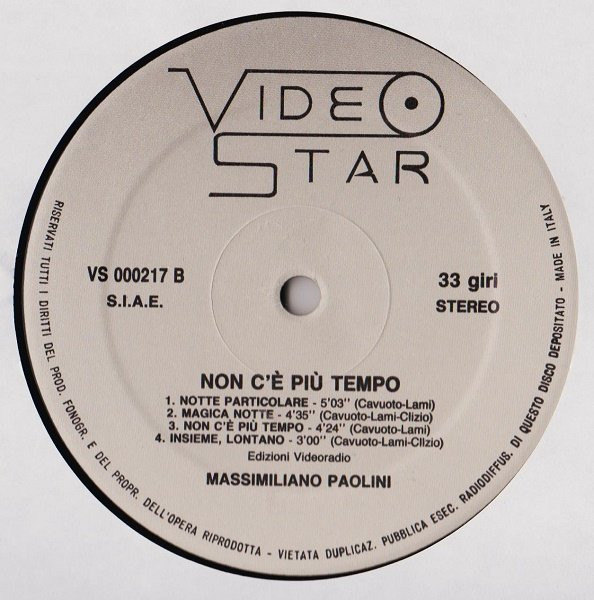 VIDEO
STAR
VS 000217 B
S.I.A.E.
33 giri
STEREO
NON C'È PIÙ TEMPO
1. NOTTE PARTICOLARE - 5'03" (Cavuoto-Lami)
2. MAGICA NOTTE - 4'35" (Cavuoto-Lami-Clizio)
3. NON C'È PIÙ TEMPO - 4'24" (Cavuoto-Lami)
4. INSIEME, LONTANO - 3'00" (Cavuoto-Lami-Clizio)
Edizioni Videoradio
MASSIMILIANO PAOLINI
RISERVATI TUTTI I DIRITTI DEL PROD. FONOGR. E DEL PROPR. DELL'OPERA RIPRODOTTA - VIETATA DUPLICAZ. PUBBLICA ESEC. RADIODIFFUS. DI QUESTO DISCO DEPOSITATO - MADE IN ITALY